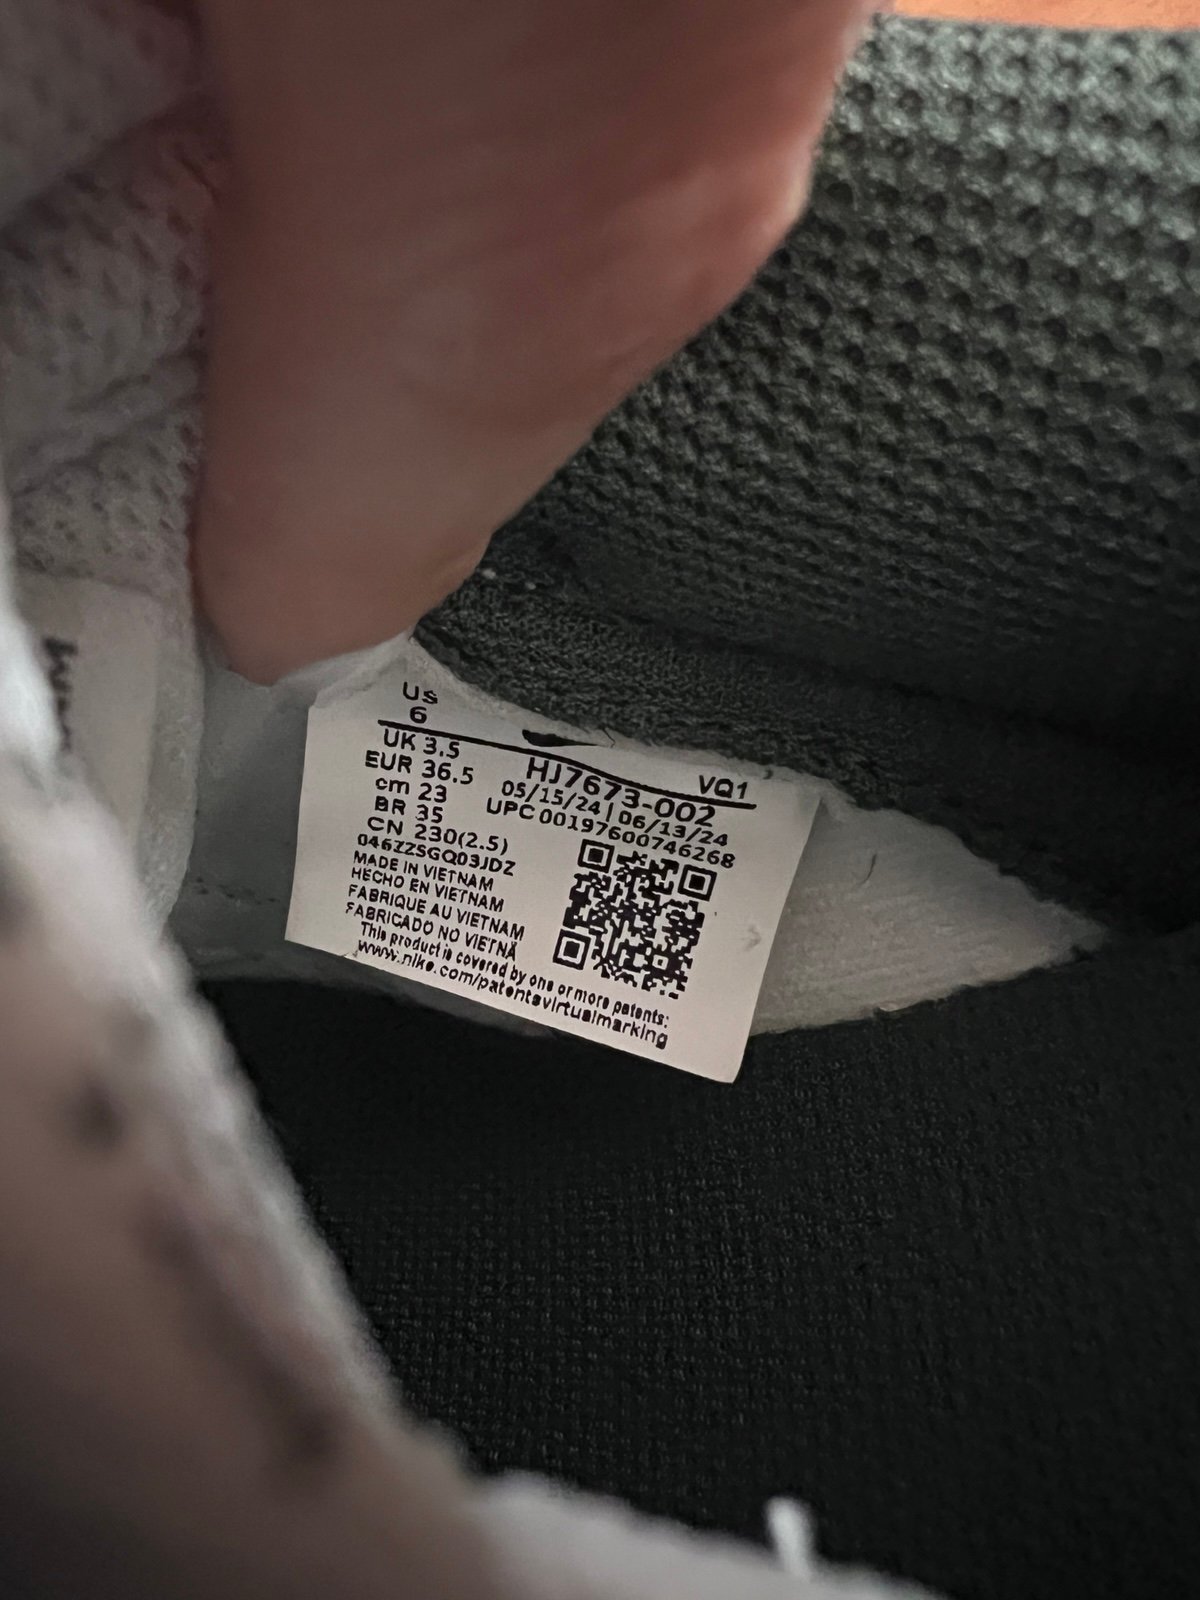 US
6
UK 3.5
EUR 36.5
cm 23
BR 35
CN 230(2.5)
VQ1
HJ7673-002
05/15/24 | 06/13/24
UPC 00197600746268
046ZZSGQ03JDZ
MADE IN VIETNAM
HECHO EN VIETNAM
FABRIQUE AU VIETNAM
FABRICADO NO VIETNÃ
This product is covered by one or more patents:
www.nike.com/patentsvirtualmarking